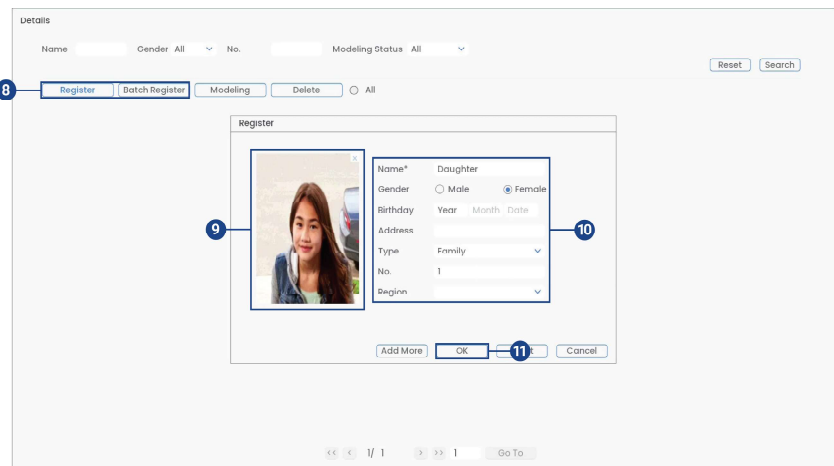 Details
Name Gender All No. Modeling Status All
Reset Search
8 Register Batch Register Modeling Delete All
Register
x
Name* Daughter
Gender Male Female
Birthday Year Month Date
9 Address 10
Type Family
No. 1
Region
Add More OK 11 Cancel
<< < 1/ 1 > >> 1 Go To